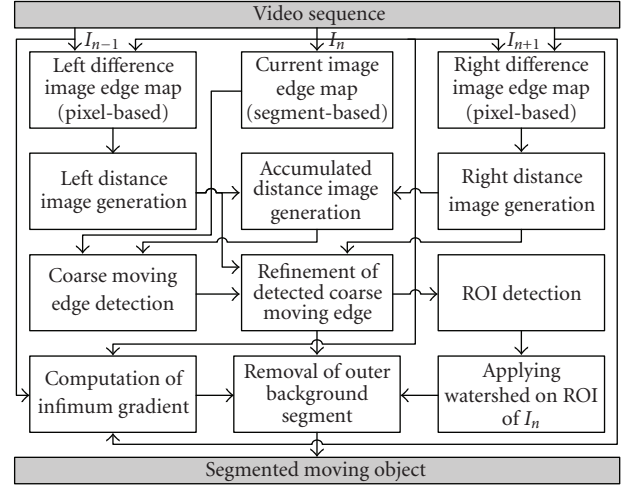 Video sequence
I_{n−1}
I_n
I_{n+1}
Left difference
image edge map
(pixel-based)
Current image
edge map
(segment-based)
Right difference
image edge map
(pixel-based)
Left distance
image generation
Accumulated
distance image
generation
Right distance
image generation
Coarse moving
edge detection
Refinement of
detected coarse
moving edge
ROI detection
Computation of
infimum gradient
Removal of outer
background
segment
Applying
watershed on ROI
of I_n
Segmented moving object